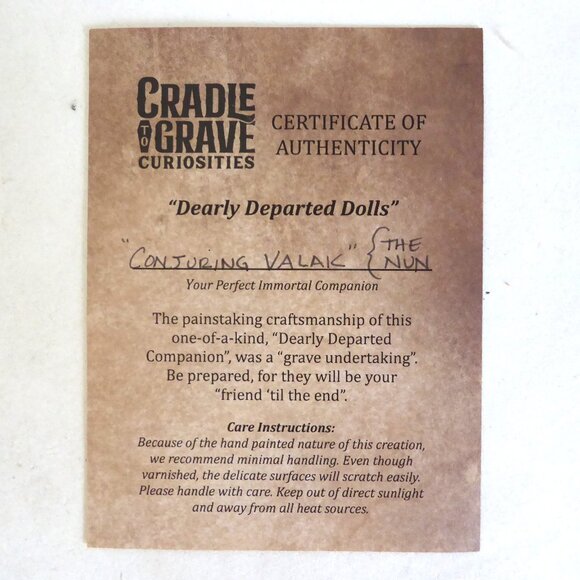 CRADLE
TO GRAVE
CURIOSITIES
CERTIFICATE OF
AUTHENTICITY
“Dearly Departed Dolls”
"CONJURING VALAK" { THE NUN
Your Perfect Immortal Companion
The painstaking craftsmanship of this
one-of-a-kind, “Dearly Departed
Companion”, was a “grave undertaking”.
Be prepared, for they will be your
“friend ‘til the end”.
Care Instructions:
Because of the hand painted nature of this creation,
we recommend minimal handling. Even though
varnished, the delicate surfaces will scratch easily.
Please handle with care. Keep out of direct sunlight
and away from all heat sources.